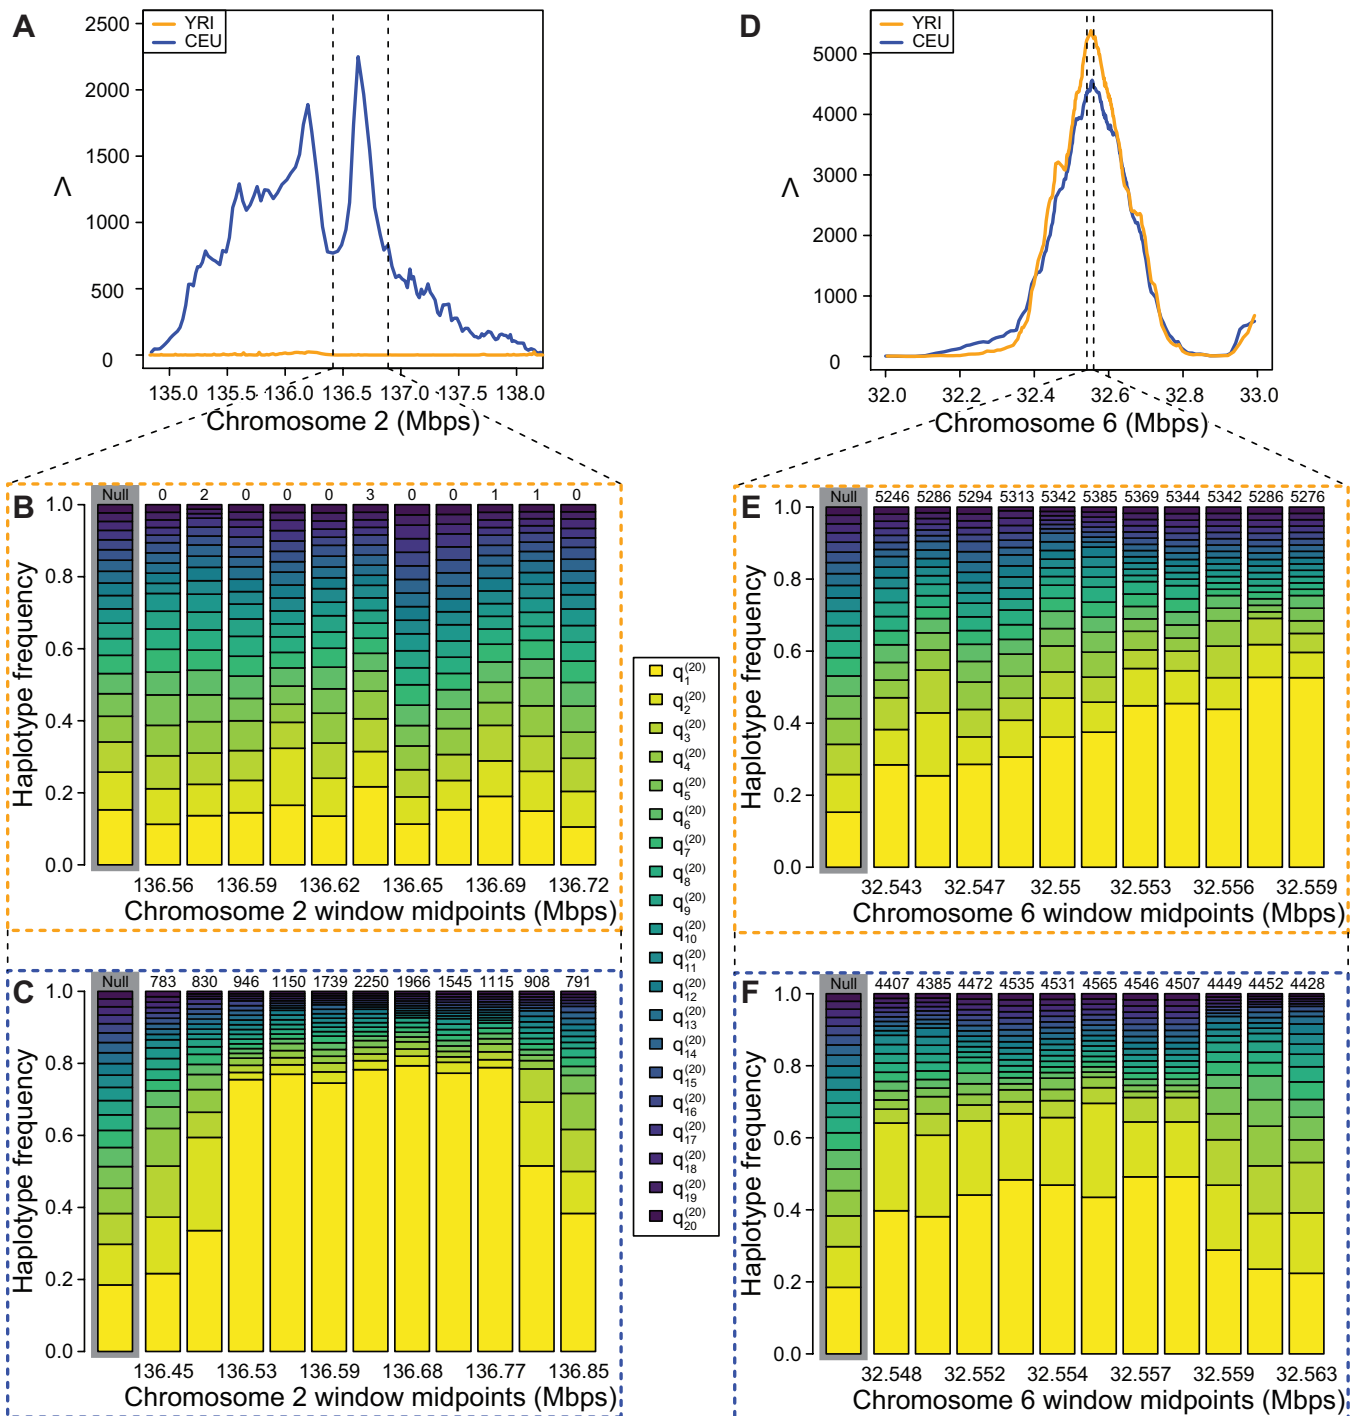 A
YRI
CEU
2500
2000
1500
1000
500
0
Λ
135.0 135.5 136.0 136.5 137.0 137.5 138.0
Chromosome 2 (Mbps)
D
YRI
CEU
5000
4000
3000
2000
1000
0
Λ
32.0 32.2 32.4 32.6 32.8 33.0
Chromosome 6 (Mbps)
B
Null 0 2 0 0 0 3 0 0 1 1 0
1.0
0.8
0.6
0.4
0.2
0.0
Haplotype frequency
136.56 136.59 136.62 136.65 136.69 136.72
Chromosome 2 window midpoints (Mbps)
C
Null 783 830 946 1150 1739 2250 1966 1545 1115 908 791
1.0
0.8
0.6
0.4
0.2
0.0
Haplotype frequency
136.45 136.53 136.59 136.68 136.77 136.85
Chromosome 2 window midpoints (Mbps)
q1(20)
q2(20)
q3(20)
q4(20)
q5(20)
q6(20)
q7(20)
q8(20)
q9(20)
q10(20)
q11(20)
q12(20)
q13(20)
q14(20)
q15(20)
q16(20)
q17(20)
q18(20)
q19(20)
q20(20)
E
Null 5246 5286 5294 5313 5342 5385 5369 5344 5342 5286 5276
1.0
0.8
0.6
0.4
0.2
0.0
Haplotype frequency
32.543 32.547 32.55 32.553 32.556 32.559
Chromosome 6 window midpoints (Mbps)
F
Null 4407 4385 4472 4535 4531 4565 4546 4507 4449 4452 4428
1.0
0.8
0.6
0.4
0.2
0.0
Haplotype frequency
32.548 32.552 32.554 32.557 32.559 32.563
Chromosome 6 window midpoints (Mbps)